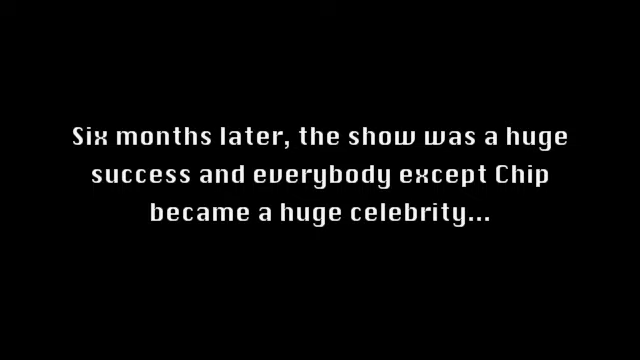 Six months later, the show was a huge
success and everybody except Chip
became a huge celebrity...